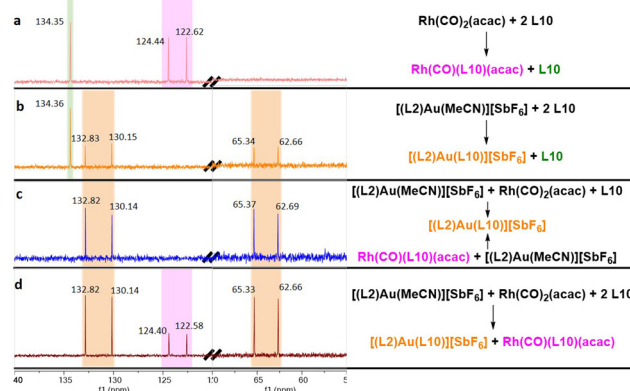 a
134.35
124.44
122.62
Rh(CO)2(acac) + 2 L10
Rh(CO)(L10)(acac) + L10
b
134.36
132.83
130.15
65.34
62.66
[(L2)Au(MeCN)][SbF6] + 2 L10
[(L2)Au(L10)][SbF6] + L10
c
132.82
130.14
65.37
62.69
[(L2)Au(MeCN)][SbF6] + Rh(CO)2(acac) + L10
[(L2)Au(L10)][SbF6]
Rh(CO)(L10)(acac) + [(L2)Au(MeCN)][SbF6]
d
132.82
130.14
124.40
122.58
65.33
62.66
[(L2)Au(MeCN)][SbF6] + Rh(CO)2(acac) + 2 L10
[(L2)Au(L10)][SbF6] + Rh(CO)(L10)(acac)
40 135 130 125 65 5
f1 (ppm) f1 (ppm)